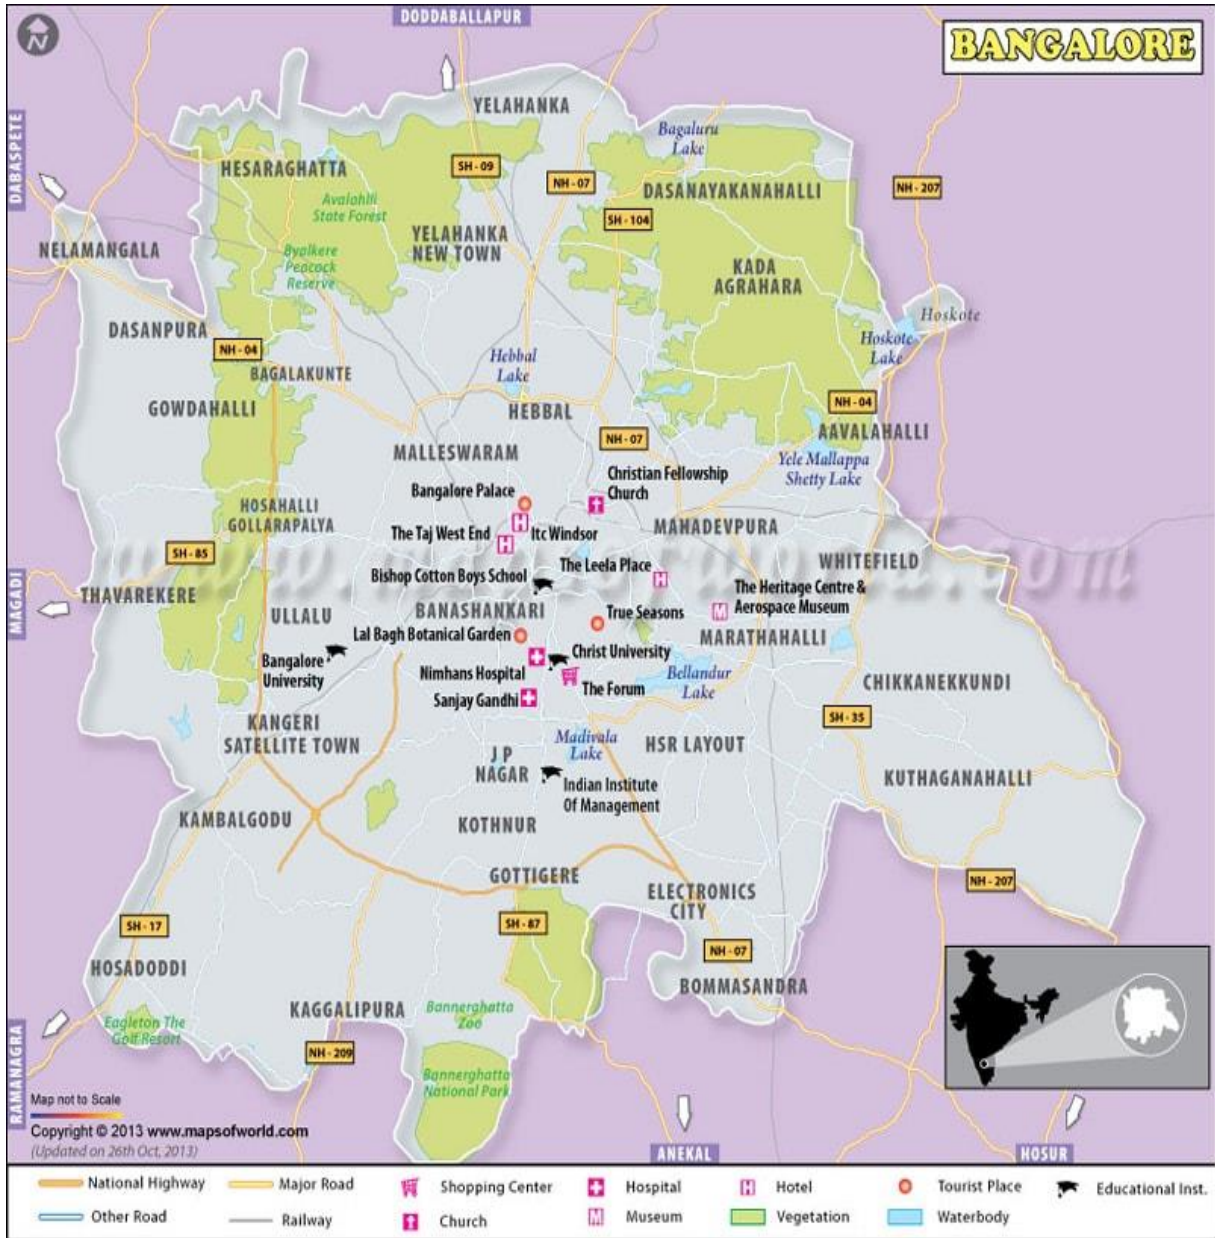 DODDABALLAPUR
N
BANGALORE
YELAHANKA
DABASPETE
Bagaluru
Lake
HESARAGHATTA
SH - 09
NH - 07
DASANAYAKANAHALLI
NH - 207
Avalahlli
State Forest
SH - 104
NELAMANGALA
YELAHANKA
NEW TOWN
Byalkere
Peacock
Reserve
KADA
AGRAHARA
DASANPURA
Hoskote
Hoskote
Lake
NH - 04
BAGALAKUNTE
Hebbal
Lake
GOWDAHALLI
HEBBAL
NH - 04
AAVALAHALLI
NH - 07
MALLESWARAM
Yele Mallappa
Shetty Lake
Christian Fellowship
Church
Bangalore Palace
HOSAHALLI
GOLLARAPALYA
MAHADEVPURA
The Taj West End
Itc Windsor
www.mapsofworld.com
SH - 85
WHITEFIELD
The Leela Place
Bishop Cotton Boys School
MAGADI
THAVAREKERE
The Heritage Centre &
Aerospace Museum
BANASHANKARI
True Seasons
ULLALU
Lal Bagh Botanical Garden
MARATHAHALLI
Bangalore
University
Christ University
Nimhans Hospital
Bellandur
Lake
The Forum
CHIKKANEKKUNDI
Sanjay Gandhi
SH - 35
KANGERI
SATELLITE TOWN
Madivala
Lake
HSR LAYOUT
J P
NAGAR
Indian Institute
Of Management
KUTHAGANAHALLI
KAMBALGODU
KOTHNUR
GOTTIGERE
NH - 207
ELECTRONICS
CITY
SH - 17
SH - 87
NH - 07
HOSADODDI
BOMMASANDRA
KAGGALIPURA
Bannerghatta
Zoo
Eagleton The
Golf Resort
NH - 209
RAMANAGRA
Bannerghatta
National Park
Map not to Scale
Copyright © 2013 www.mapsofworld.com
(Updated on 26th Oct, 2013)
ANEKAL
HOSUR
National Highway
Major Road
Shopping Center
Hospital
H Hotel
Tourist Place
Educational Inst.
Other Road
Railway
Church
M Museum
Vegetation
Waterbody